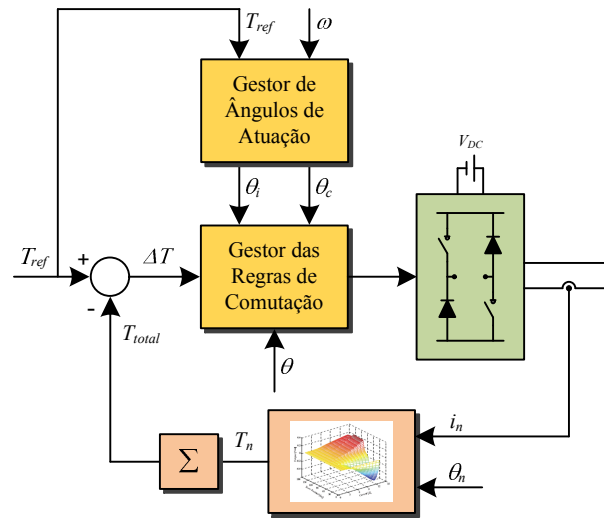 T_ref
ω
Gestor de
Ângulos de
Atuação
θ_i
θ_c
V_DC
T_ref
+
ΔT
-
Gestor das
Regras de
Comutação
T_total
θ
i_n
T_n
Σ
θ_n